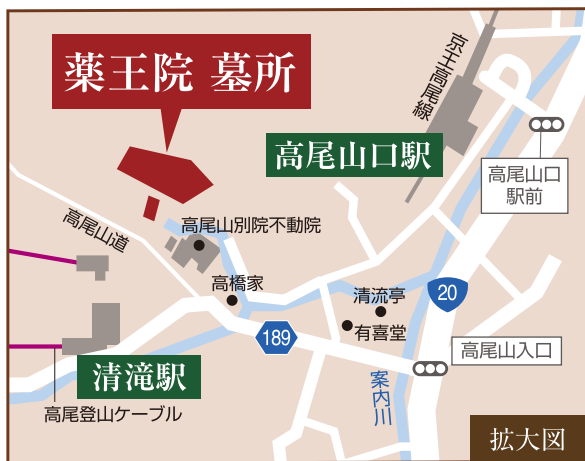 薬王院 墓所
京王高尾線
高尾山口駅
高尾山口
駅前
高尾山道
高尾山別院不動院
高橋家
清流亭
20
有喜堂
189
高尾山入口
清滝駅
案内川
高尾登山ケーブル
拡大図